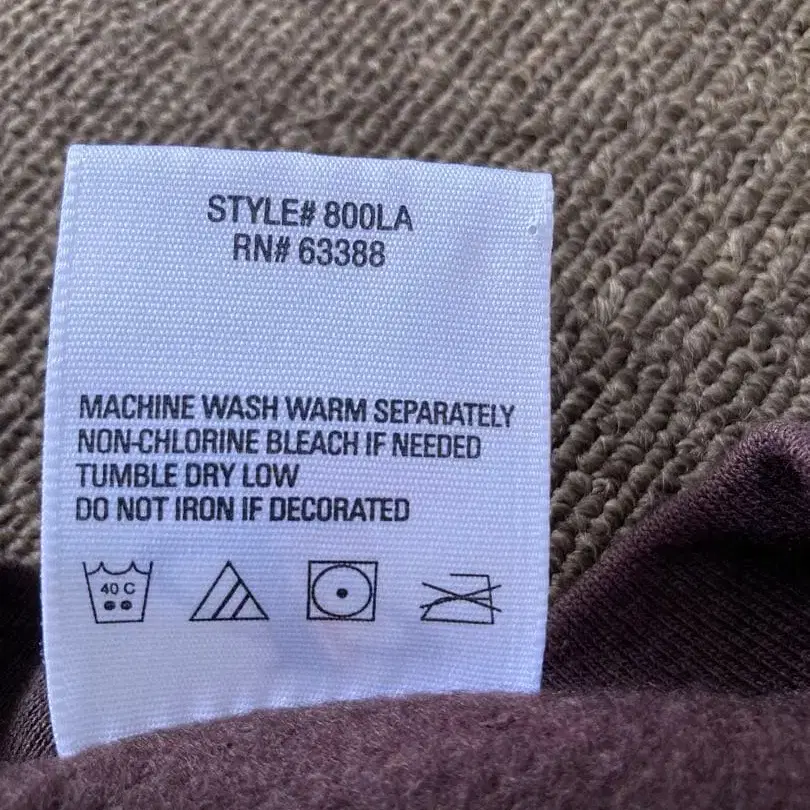 STYLE# 800LA
RN# 63388
MACHINE WASH WARM SEPARATELY
NON-CHLORINE BLEACH IF NEEDED
TUMBLE DRY LOW
DO NOT IRON IF DECORATED
40 C